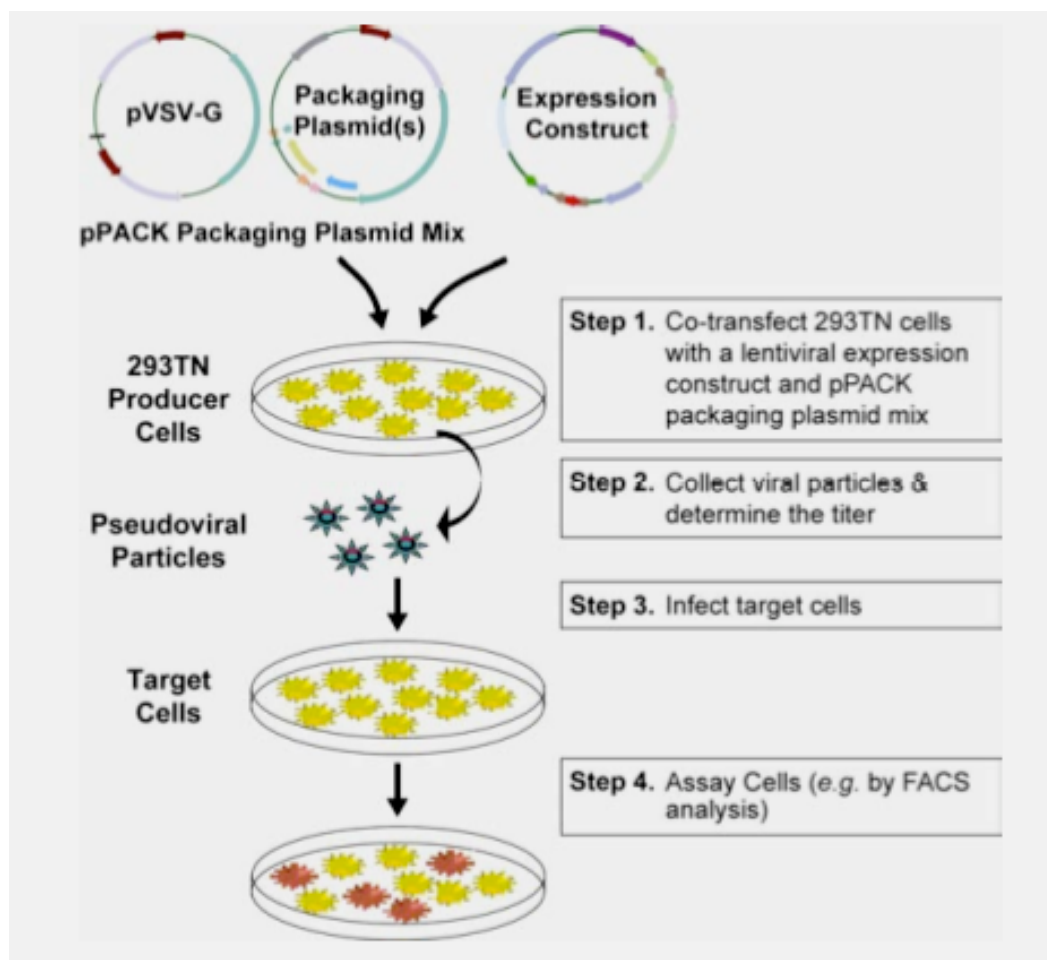 pVSV-G
Packaging
Plasmid(s)
Expression
Construct
pPACK Packaging Plasmid Mix
293TN
Producer
Cells
Step 1. Co-transfect 293TN cells
with a lentiviral expression
construct and pPACK
packaging plasmid mix
Step 2. Collect viral particles &
determine the titer
Pseudoviral
Particles
Step 3. Infect target cells
Target
Cells
Step 4. Assay Cells (e.g. by FACS
analysis)